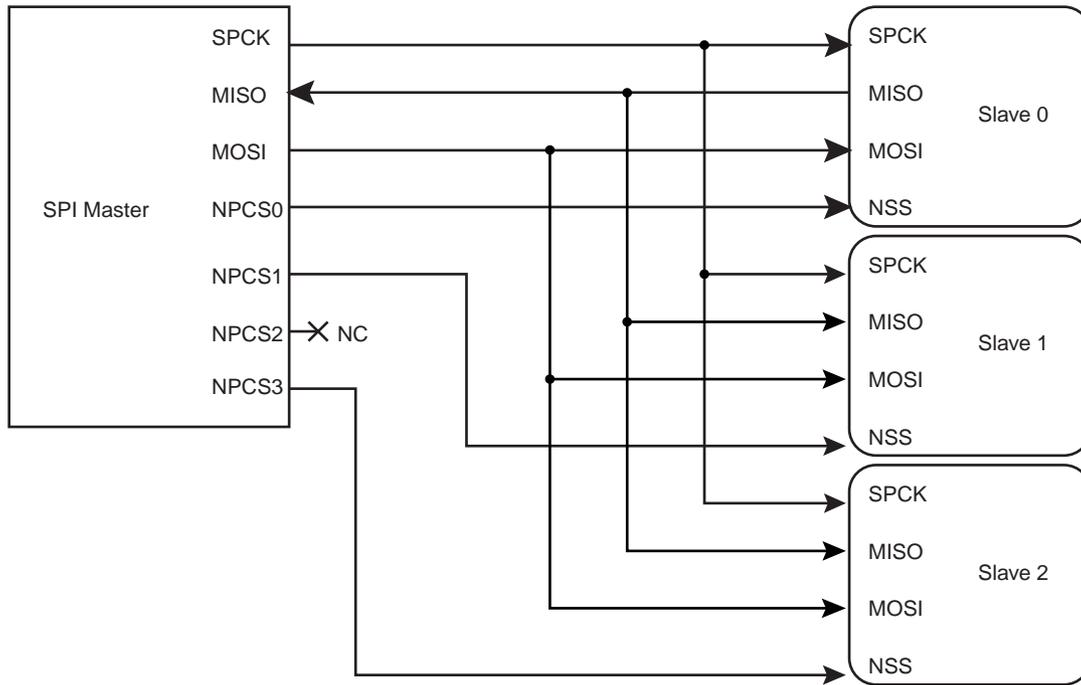 SPI Master
SPCK
MISO
MOSI
NPCS0
NPCS1
NPCS2
NC
NPCS3
SPCK
MISO
Slave 0
MOSI
NSS
SPCK
MISO
Slave 1
MOSI
NSS
SPCK
MISO
Slave 2
MOSI
NSS